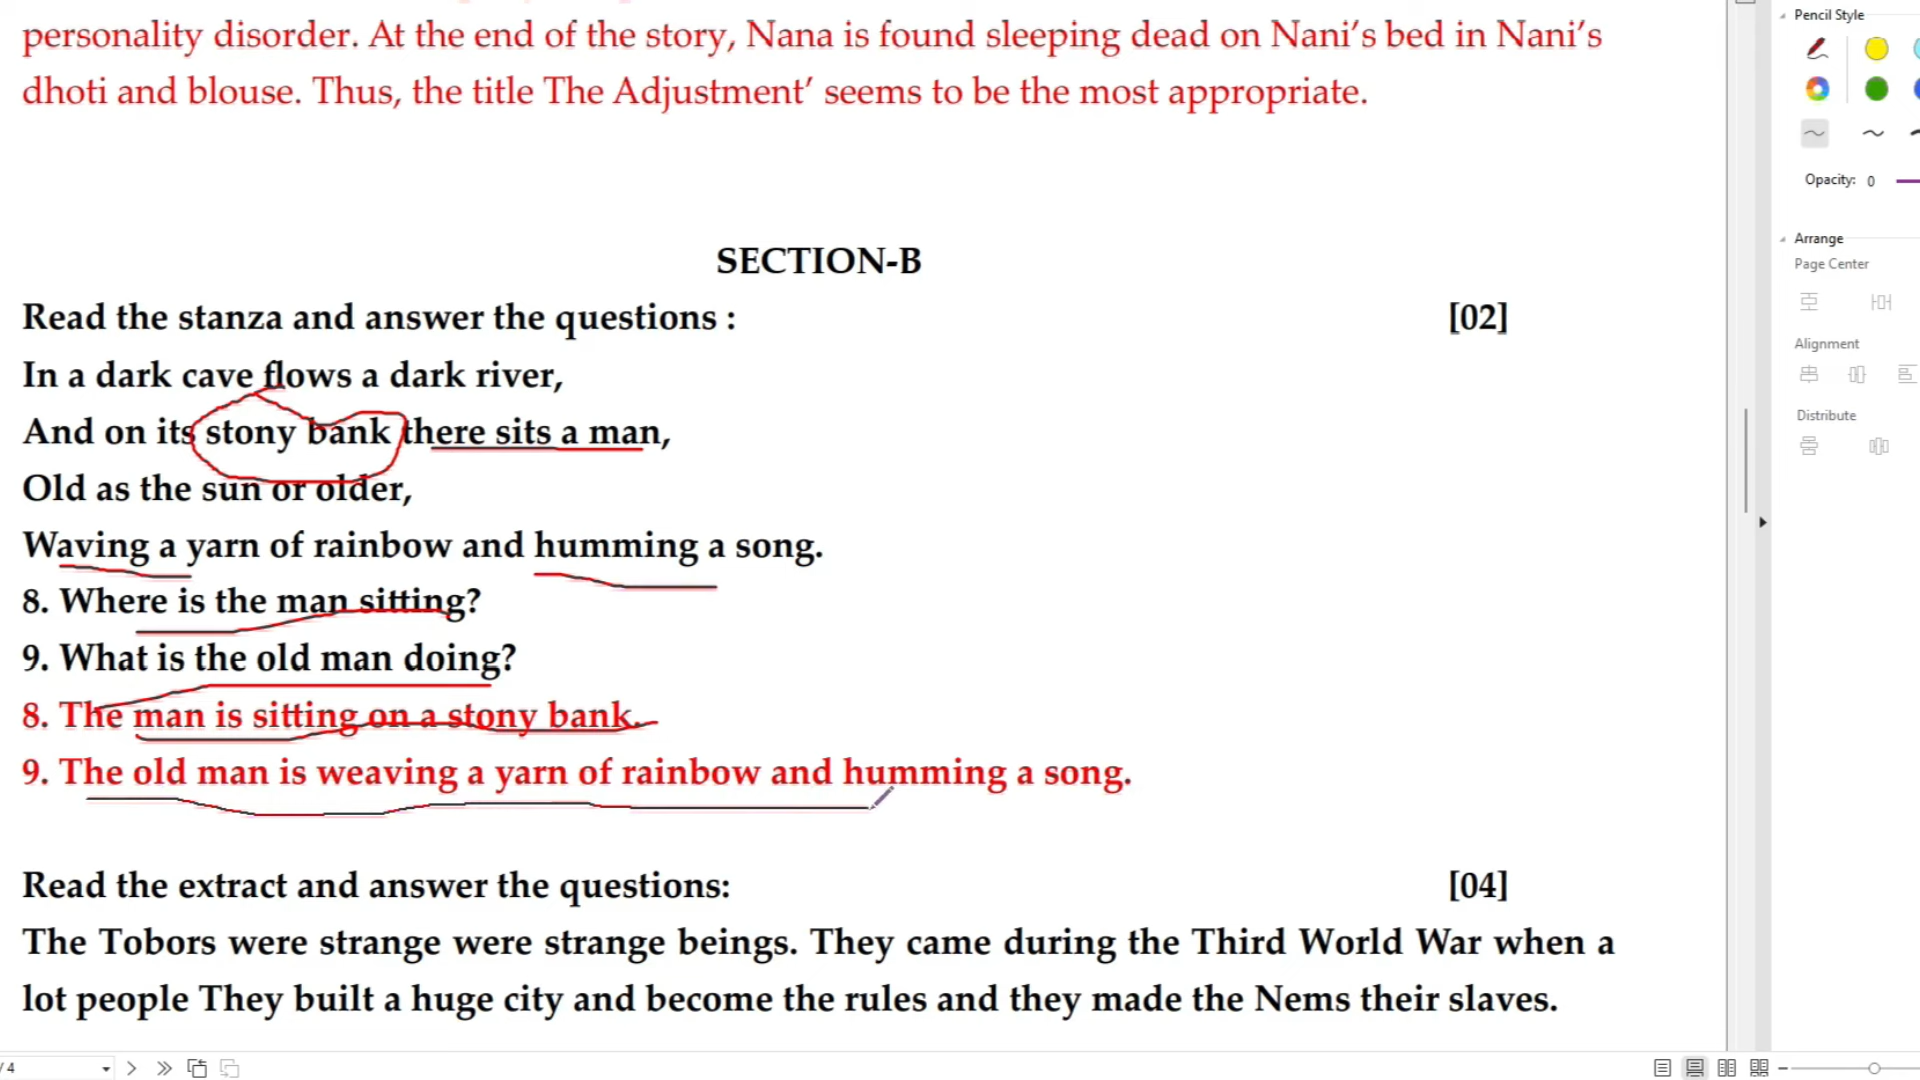 personality disorder. At the end of the story, Nana is found sleeping dead on Nani's bed in Nani's
dhoti and blouse. Thus, the title The Adjustment' seems to be the most appropriate.
SECTION-B
Read the stanza and answer the questions : [02]
In a dark cave flows a dark river,
And on its stony bank there sits a man,
Old as the sun or older,
Waving a yarn of rainbow and humming a song.
8. Where is the man sitting?
9. What is the old man doing?
8. The man is sitting on a stony bank.
9. The old man is weaving a yarn of rainbow and humming a song.
Read the extract and answer the questions: [04]
The Tobors were strange were strange beings. They came during the Third World War when a
lot people They built a huge city and become the rules and they made the Nems their slaves.
/4
Pencil Style
Opacity: 0
Arrange
Page Center
Alignment
Distribute